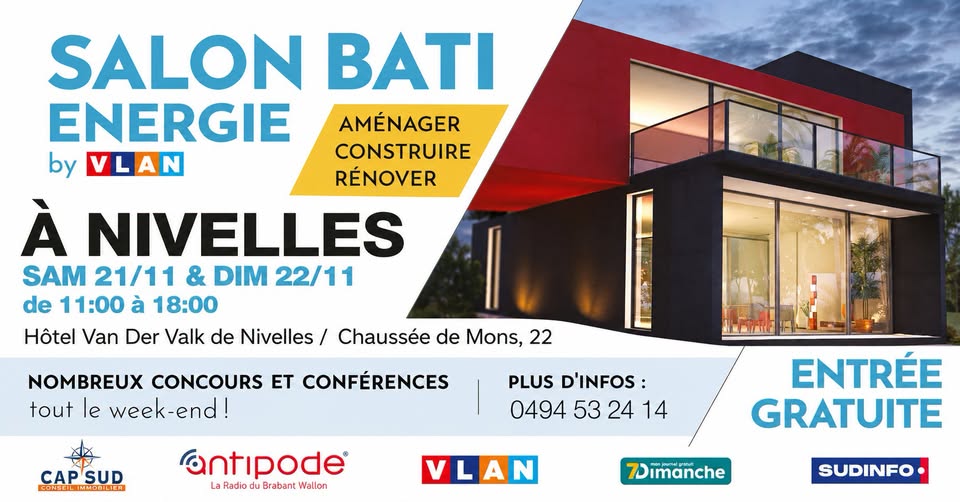 SALON BATI
ENERGIE
by VLAN
AMÉNAGER
CONSTRUIRE
RÉNOVER
À NIVELLES
SAM 21/11 & DIM 22/11
de 11:00 à 18:00
Hôtel Van Der Valk de Nivelles / Chaussée de Mons, 22
NOMBREUX CONCOURS ET CONFÉRENCES
tout le week-end !
PLUS D'INFOS :
0494 53 24 14
ENTRÉE
GRATUITE
CAP SUD
CONSEIL IMMOBILIER
antipode®
La Radio du Brabant Wallon
VLAN
mon journal gratuit
7Dimanche
SUDINFO